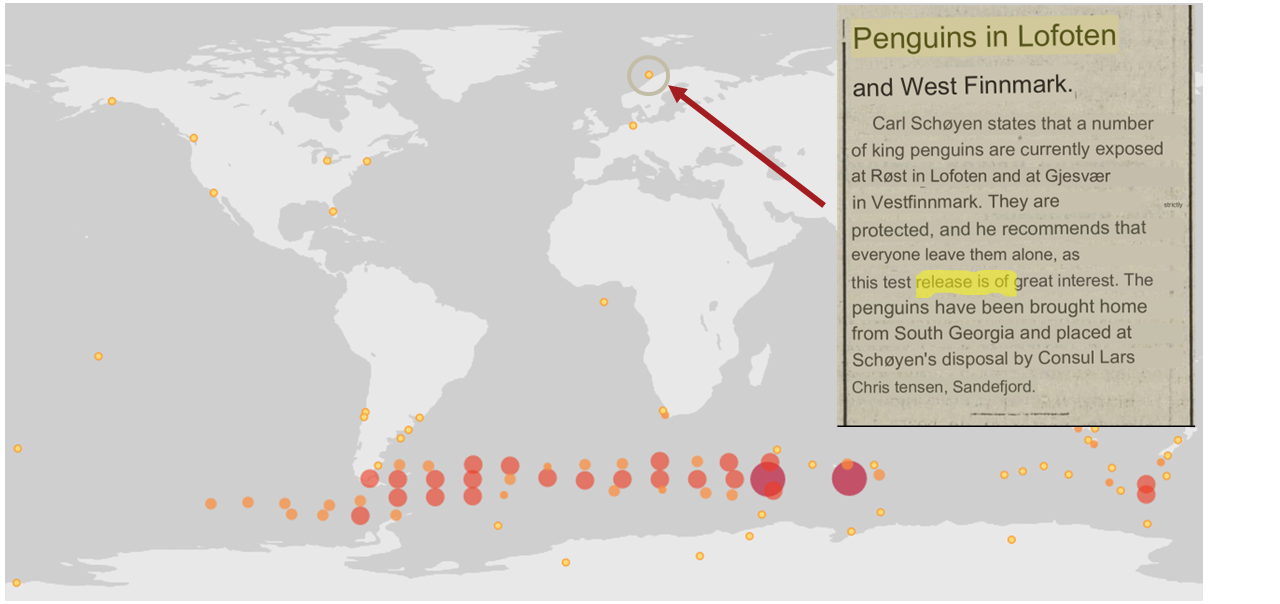 Penguins in Lofoten
and West Finnmark.
Carl Schøyen states that a number
of king penguins are currently exposed
at Røst in Lofoten and at Gjesvær
in Vestfinnmark. They are
strictly
protected, and he recommends that
everyone leave them alone, as
this test release is of great interest. The
penguins have been brought home
from South Georgia and placed at
Schøyen's disposal by Consul Lars
Chris tensen, Sandefjord.